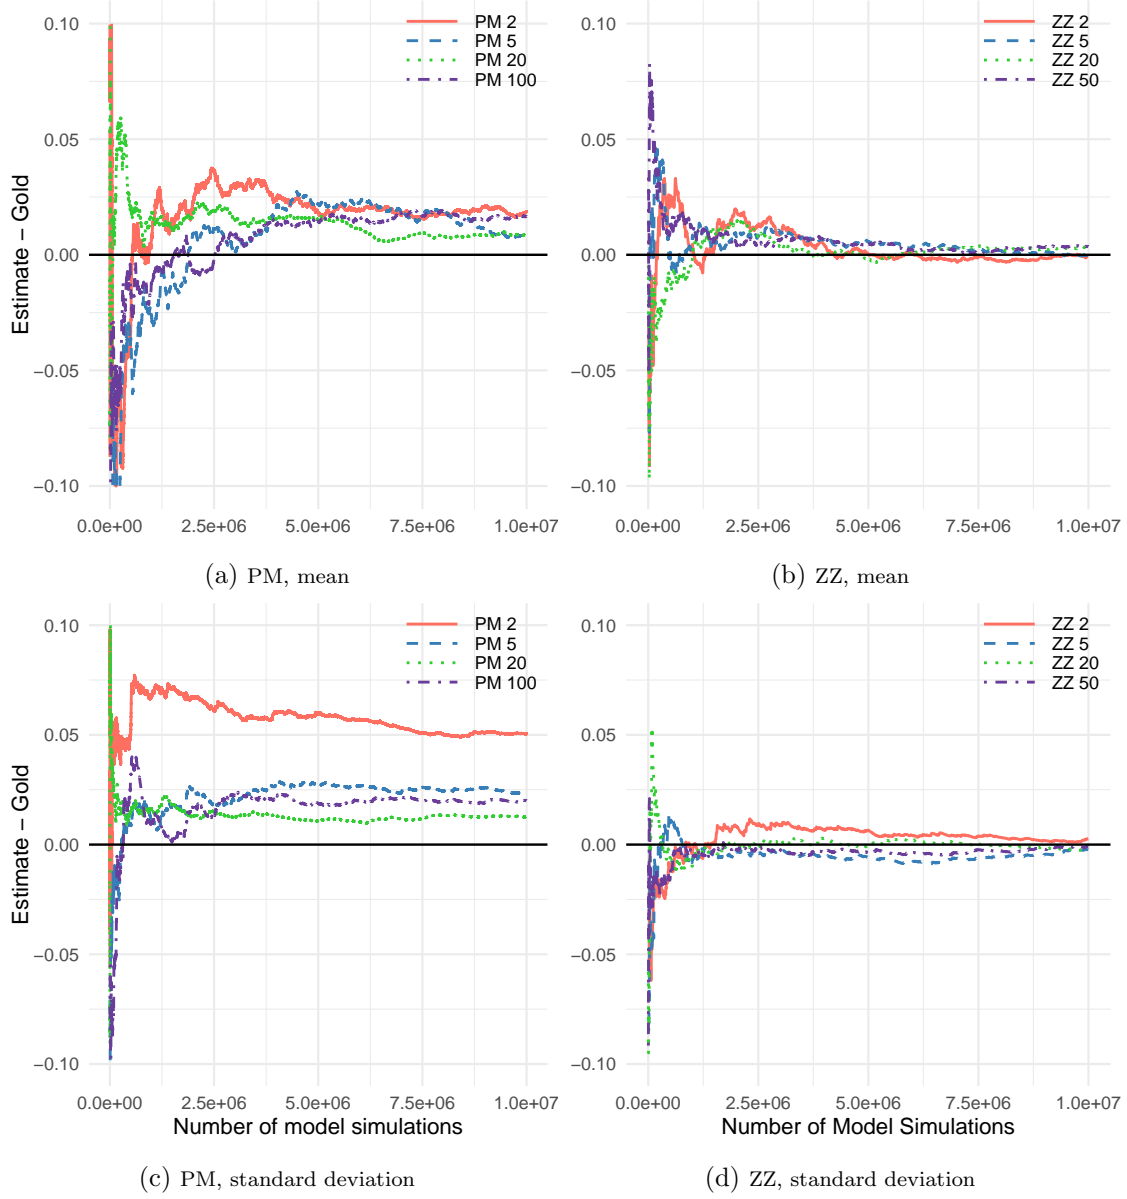 0.10
0.05
0.00
−0.05
−0.10
Estimate − Gold
PM 2
PM 5
PM 20
PM 100
0.0e+00 2.5e+06 5.0e+06 7.5e+06 1.0e+07
(a) PM, mean
0.10
0.05
0.00
−0.05
−0.10
ZZ 2
ZZ 5
ZZ 20
ZZ 50
0.0e+00 2.5e+06 5.0e+06 7.5e+06 1.0e+07
(b) ZZ, mean
0.10
0.05
0.00
−0.05
−0.10
Estimate − Gold
PM 2
PM 5
PM 20
PM 100
0.0e+00 2.5e+06 5.0e+06 7.5e+06 1.0e+07
Number of model simulations
(c) PM, standard deviation
0.10
0.05
0.00
−0.05
−0.10
ZZ 2
ZZ 5
ZZ 20
ZZ 50
0.0e+00 2.5e+06 5.0e+06 7.5e+06 1.0e+07
Number of Model Simulations
(d) ZZ, standard deviation